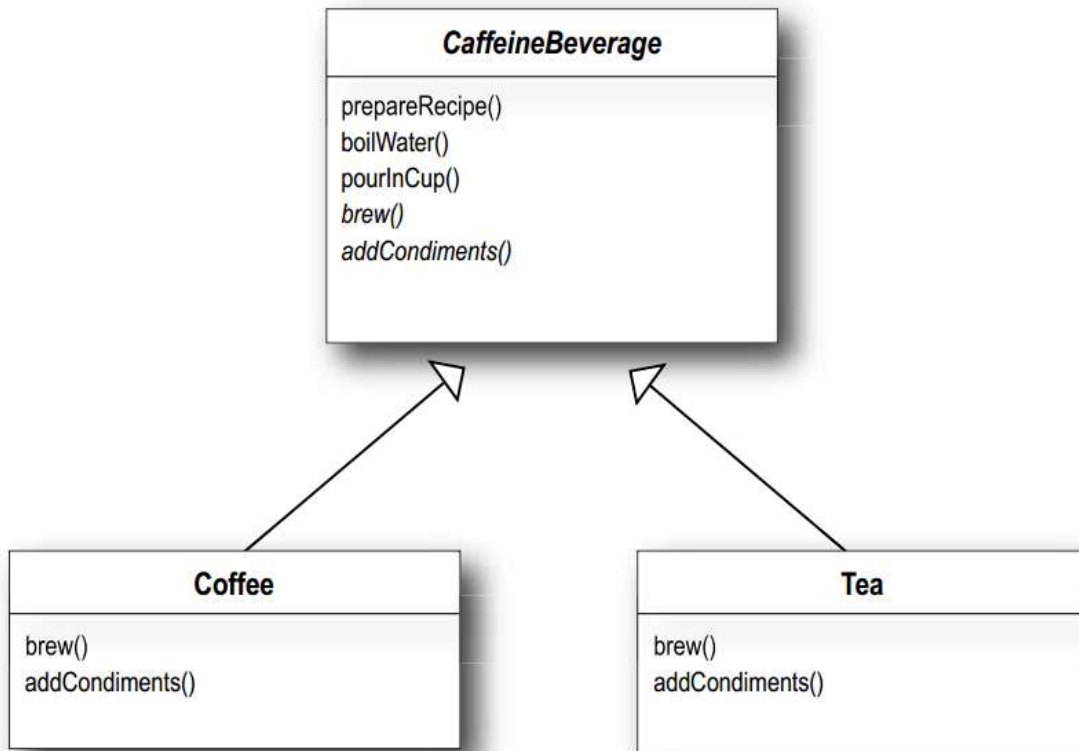 CaffeineBeverage
prepareRecipe()
boilWater()
pourInCup()
brew()
addCondiments()
Coffee
brew()
addCondiments()
Tea
brew()
addCondiments()